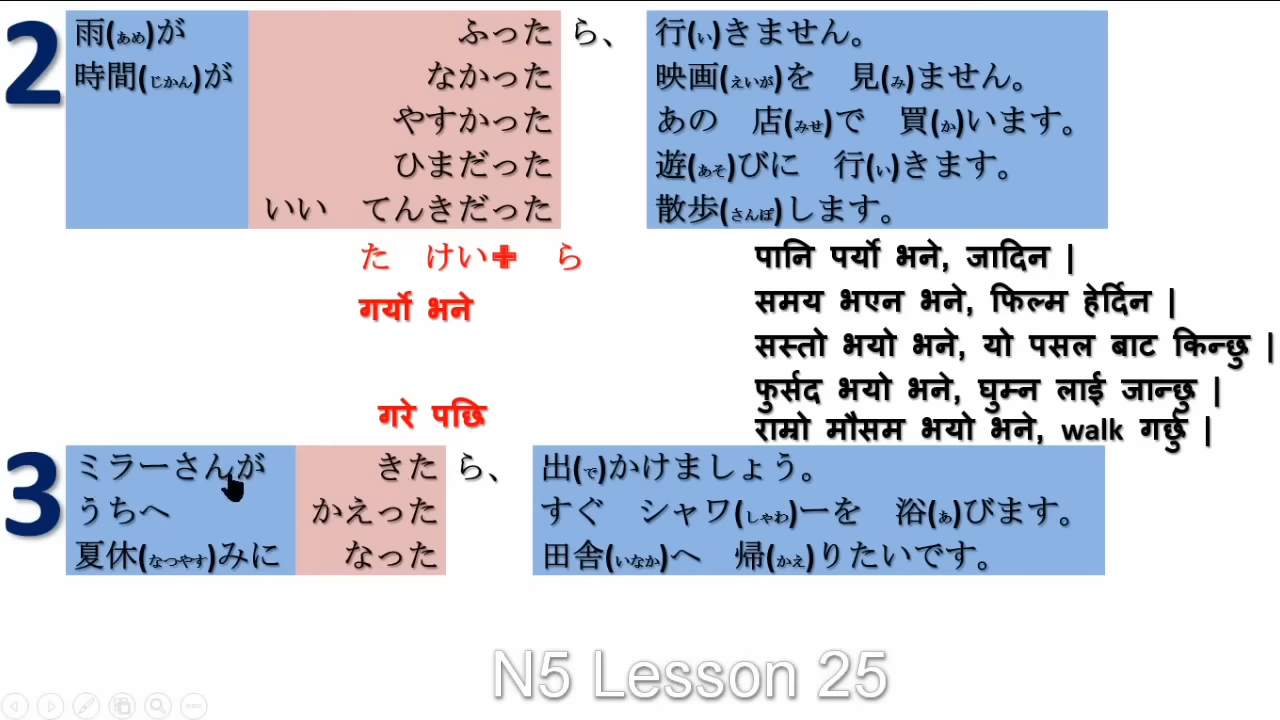 2
雨(あめ)が ふった ら、 行(い)きません。
時間(じかん)が なかった 映画(えいが)を 見(み)ません。
やすかった あの 店(みせ)で 買(か)います。
ひまだった 遊(あそ)びに 行(い)きます。
いい てんきだった 散歩(さんぽ)します。
た けい+ ら
गर्यो भने
पानि पर्यो भने, जादिन |
समय भएन भने, फिल्म हेर्दिन |
सस्तो भयो भने, यो पसल बाट किन्छु |
फुर्सद भयो भने, घुम्न लाई जान्छु |
राम्रो मौसम भयो भने, walk गर्छु |
गरे पछि
3
ミラーさんが きた ら、 出(で)かけましょう。
うちへ かえった すぐ シャワ(しゃわ)ーを 浴(あ)びます。
夏休(なつやす)みに なった 田舎(いなか)へ 帰(かえ)りたいです。
N5 Lesson 25